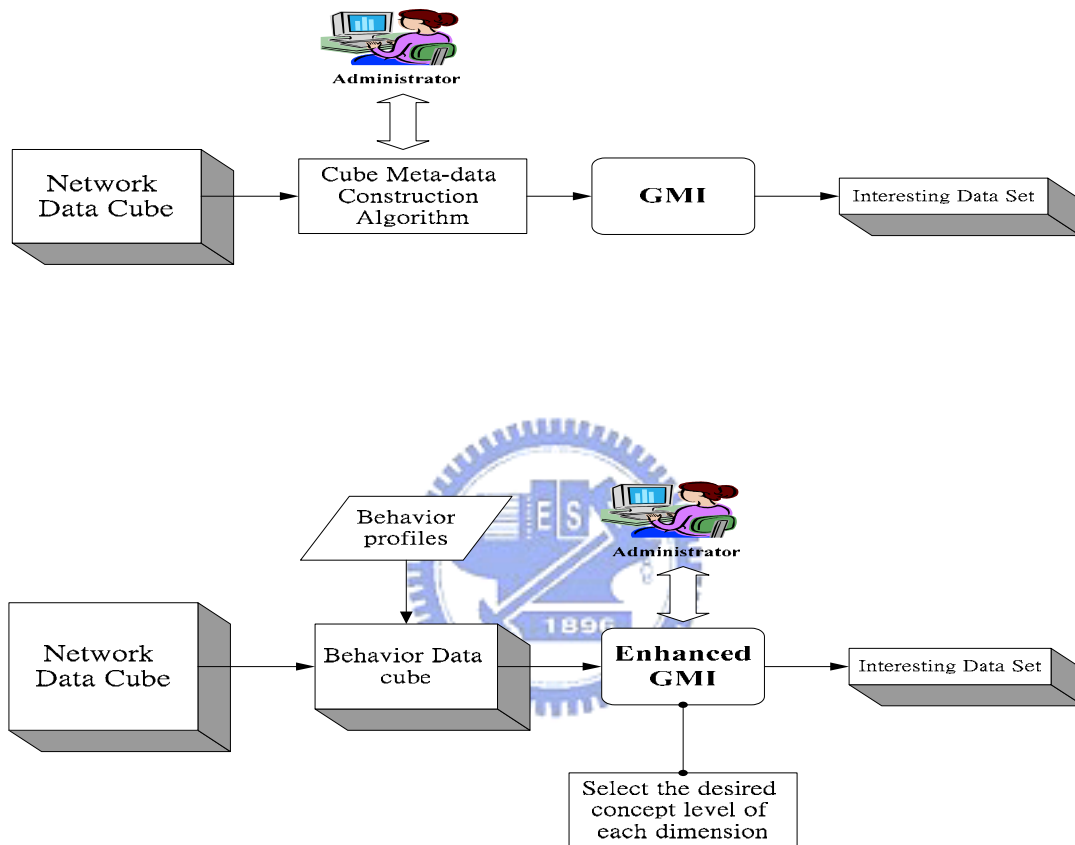 Administrator
Network
Data Cube
Cube Meta-data
Construction
Algorithm
GMI
Interesting Data Set
Behavior
profiles
E S
Administrator
1896
Network
Data Cube
Behavior Data
cube
Enhanced
GMI
Interesting Data Set
Select the desired
concept level of
each dimension